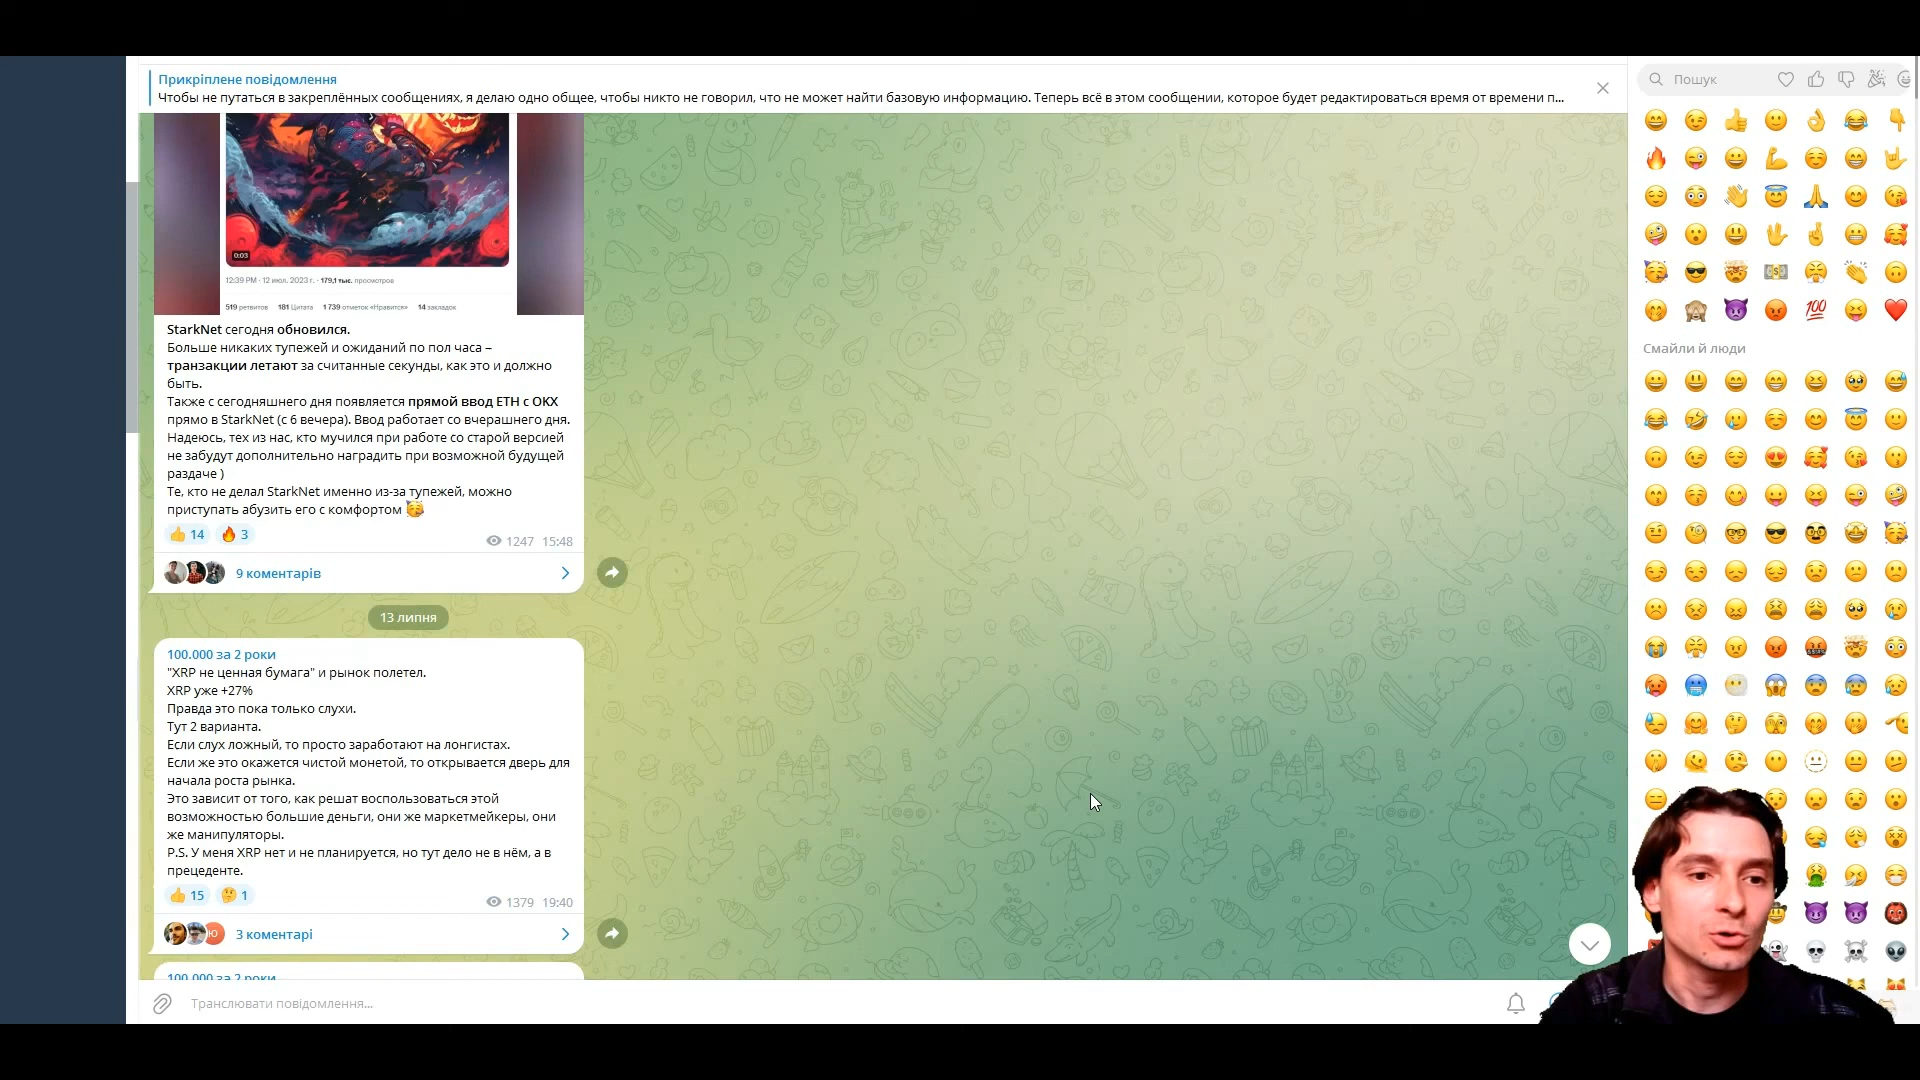 Прикріплене повідомлення
Чтобы не путаться в закреплённых сообщениях, я делаю одно общее, чтобы никто не говорил, что не может найти базовую информацию. Теперь всё в этом сообщении, которое будет редактироваться время от времени п...
Пошук
0:03
12:39 PM · 12 июл. 2023 г. · 179,1 тыс. просмотров
519 ретвитов 181 Цитата 1 739 отметок «Нравится» 14 закладок
StarkNet сегодня обновился.
Больше никаких тупежей и ожиданий по пол часа –
транзакции летают за считанные секунды, как это и должно
быть.
Также с сегодняшнего дня появляется прямой ввод ETH с OKX
прямо в StarkNet (с 6 вечера). Ввод работает со вчерашнего дня.
Надеюсь, тех из нас, кто мучился при работе со старой версией
не забудут дополнительно наградить при возможной будущей
раздаче )
Те, кто не делал StarkNet именно из-за тупежей, можно
приступать абузить его с комфортом 🥳
👍 14 🔥 3
1247 15:48
9 коментарів
13 липня
100.000 за 2 роки
"XRP не ценная бумага" и рынок полетел.
XRP уже +27%
Правда это пока только слухи.
Тут 2 варианта.
Если слух ложный, то просто заработают на лонгистах.
Если же это окажется чистой монетой, то открывается дверь для
начала роста рынка.
Это зависит от того, как решат воспользоваться этой
возможностью большие деньги, они же маркетмейкеры, они
же манипуляторы.
P.S. У меня XRP нет и не планируется, но тут дело не в нём, а в
прецеденте.
👍 15 🤔 1
1379 19:40
Ю
3 коментарі
100.000 за 2 роки
Транслювати повідомлення...
Смайли й люди